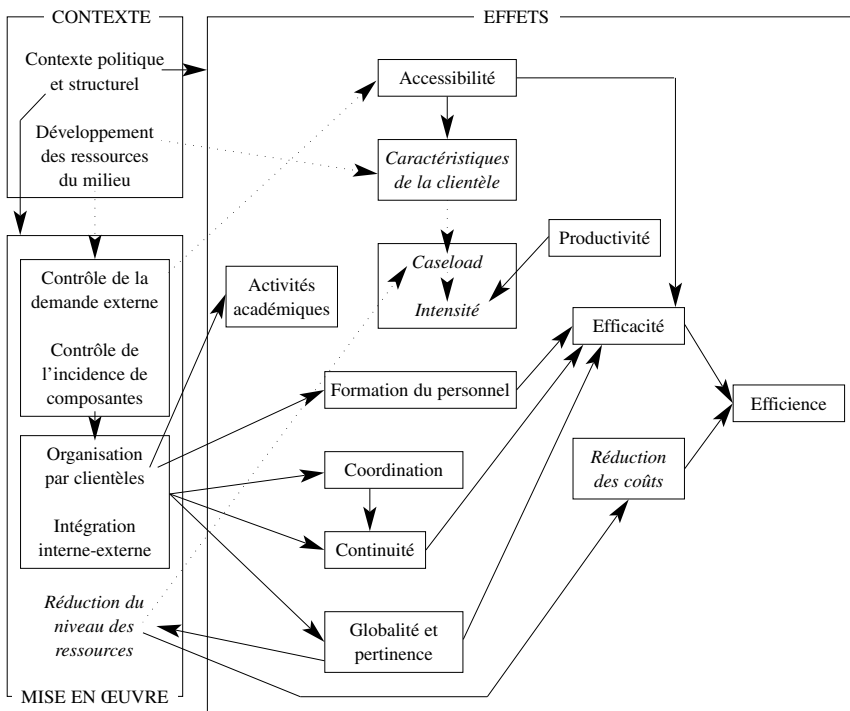 CONTEXTE
Contexte politique
et structurel
Développement
des ressources
du milieu
Contrôle de la
demande externe
Contrôle de
l'incidence de
composantes
Organisation
par clientèles
Intégration
interne-externe
Réduction du
niveau des
ressources
MISE EN ŒUVRE
EFFETS
Accessibilité
Caractéristiques
de la clientèle
Caseload
Intensité
Productivité
Activités
académiques
Efficacité
Formation du personnel
Efficience
Coordination
Réduction
des coûts
Continuité
Globalité et
pertinence